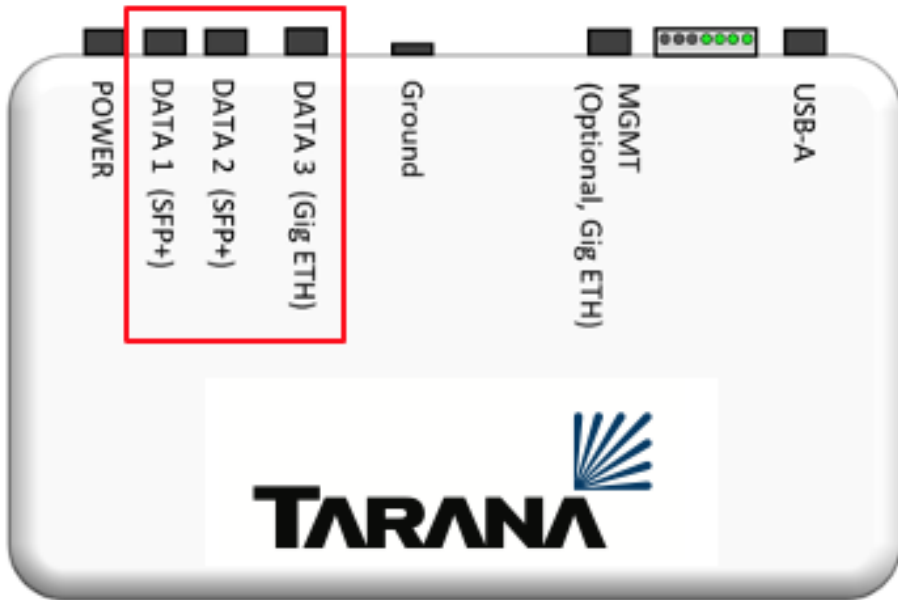 POWER
DATA 1 (SFP+)
DATA 2 (SFP+)
DATA 3 (Gig ETH)
Ground
MGMT
(Optional, Gig ETH)
USB-A
TARANA